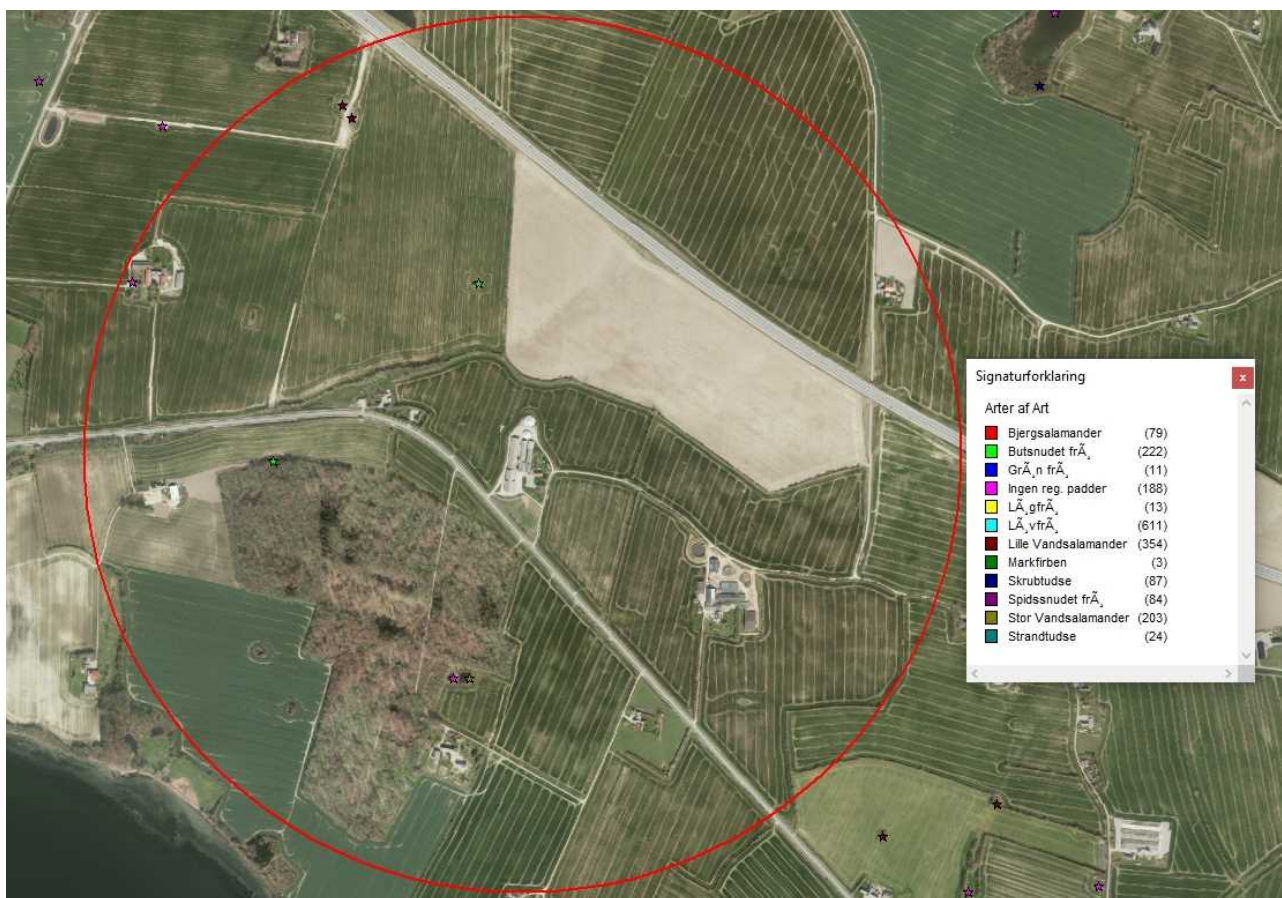 Signaturforklaring
x
Arter af Art
Bjergsalamander (79)
Butsnudet frÃ¸ (222)
GrÃ¸n frÃ¸ (11)
Ingen reg. padder (188)
LÃ¸gfrÃ¸ (13)
LÃ¸vfrÃ¸ (611)
Lille Vandsalamander (354)
Markfirben (3)
Skrubtudse (87)
Spidssnudet frÃ¸ (84)
Stor Vandsalamander (203)
Strandtudse (24)